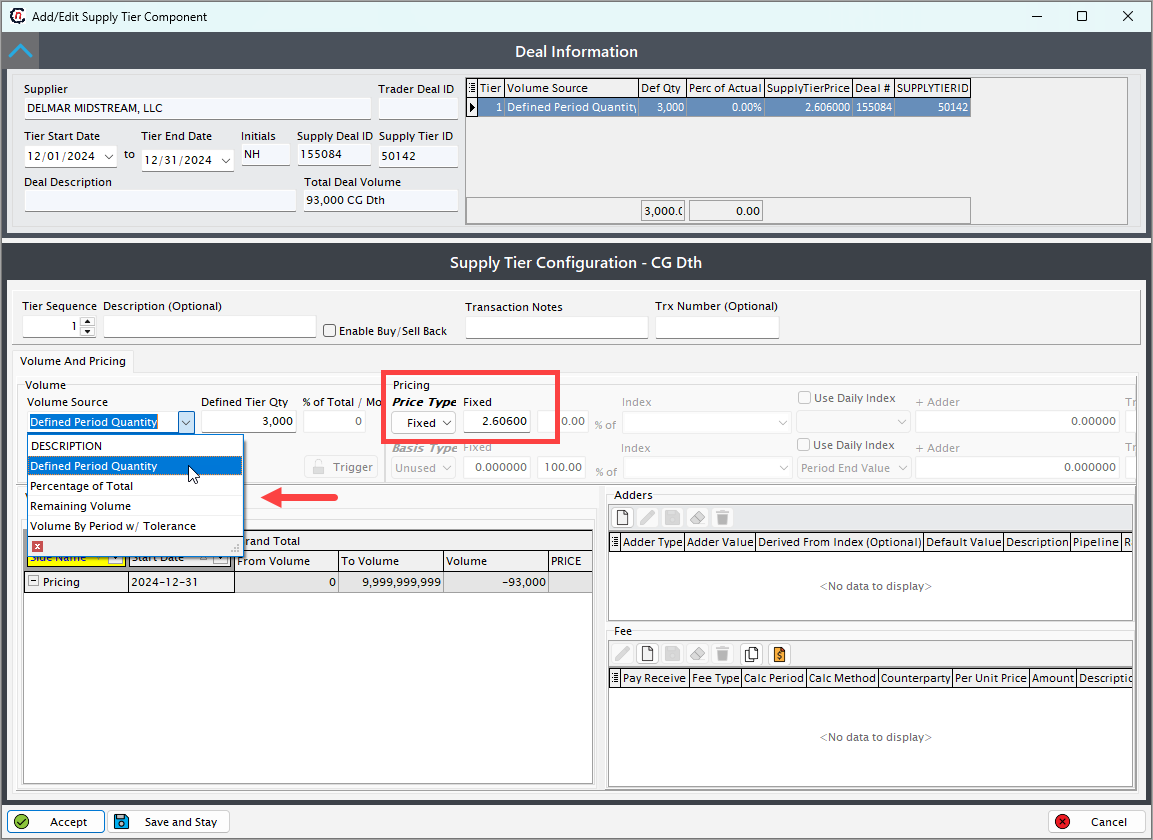 Add/Edit Supply Tier Component
Deal Information
Supplier
Trader Deal ID
DELMAR MIDSTREAM, LLC
Tier Start Date
Tier End Date
Initials
Supply Deal ID
Supply Tier ID
12/01/2024
to
12/31/2024
NH
155084
50142
Deal Description
Total Deal Volume
93,000 CG Dth
Tier Volume Source Def Qty Perc of Actual SupplyTierPrice Deal # SUPPLYTIERID
1 Defined Period Quantity 3,000 0.00% 2.606000 155084 50142
3,000.0 0.00
Supply Tier Configuration - CG Dth
Tier Sequence Description (Optional) Transaction Notes Trx Number (Optional)
1
Enable Buy/Sell Back
Volume And Pricing
Volume
Volume Source Defined Tier Qty % of Total / Mo
Defined Period Quantity 3,000 0
DESCRIPTION
Defined Period Quantity
Percentage of Total
Remaining Volume
Volume By Period w/ Tolerance
Trigger
Pricing
Price Type Fixed Index Use Daily Index + Adder Tr
Fixed 2.60600 0.00 % of 0.00000
Basis Type Fixed Index Use Daily Index + Adder Tr
Unused 0.000000 100.00 % of Period End Value 0.000000
rand Total
Side Name Start Date From Volume To Volume Volume PRICE
Pricing 2024-12-31 0 9,999,999,999 -93,000
Adders
Adder Type Adder Value Derived From Index (Optional) Default Value Description Pipeline R
<No data to display>
Fee
Pay Receive Fee Type Calc Period Calc Method Counterparty Per Unit Price Amount Descriptio
<No data to display>
Accept
Save and Stay
Cancel